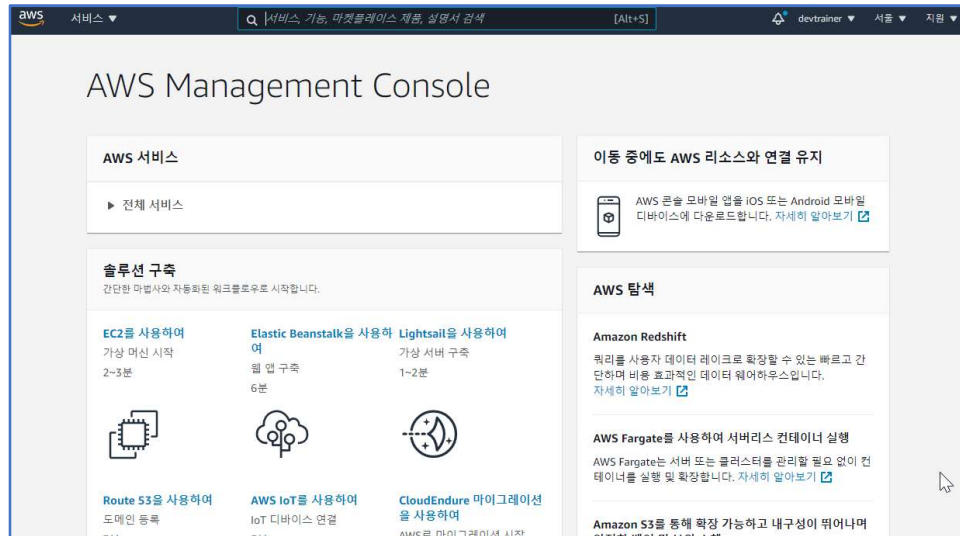 aws 서비스 ▼ 서비스, 기능, 마켓플레이스 제품, 설명서 검색 [Alt+S] devtrainer ▼ 서울 ▼ 지원 ▼
AWS Management Console
AWS 서비스
▶ 전체 서비스
솔루션 구축
간단한 마법사와 자동화된 워크플로우로 시작합니다.
EC2를 사용하여
가상 머신 시작
2~3분
Elastic Beanstalk을 사용하
여
웹 앱 구축
6분
Lightsail을 사용하여
가상 서버 구축
1~2분
Route 53을 사용하여
도메인 등록
AWS IoT를 사용하여
IoT 디바이스 연결
CloudEndure 마이그레이션
을 사용하여
AWS로 마이그레이션 시작
이동 중에도 AWS 리소스와 연결 유지
AWS 콘솔 모바일 앱을 iOS 또는 Android 모바일
디바이스에 다운로드합니다. 자세히 알아보기
AWS 탐색
Amazon Redshift
쿼리를 사용자 데이터 레이크로 확장할 수 있는 빠르고 간
단하며 비용 효과적인 데이터 웨어하우스입니다.
자세히 알아보기
AWS Fargate를 사용하여 서버리스 컨테이너 실행
AWS Fargate는 서버 또는 클러스터를 관리할 필요 없이 컨
테이너를 실행 및 확장합니다. 자세히 알아보기
Amazon S3를 통해 확장 가능하고 내구성이 뛰어나며